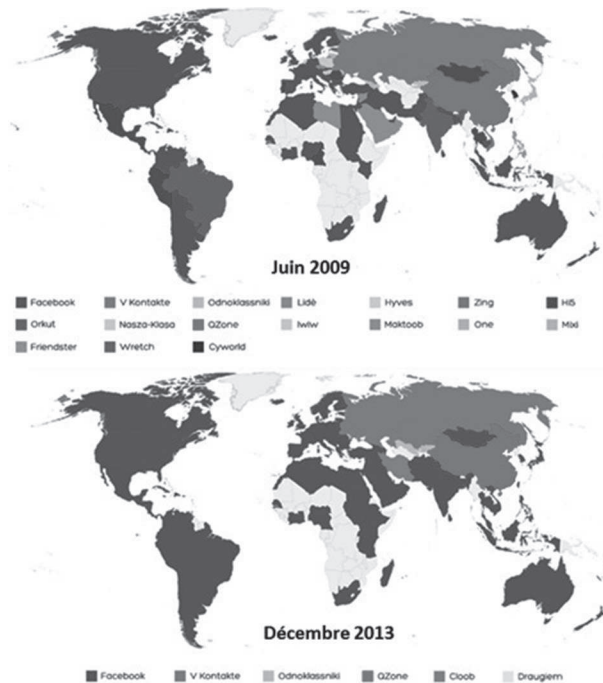 Juin 2009
Facebook V Kontakte Odnoklassniki Lidé Hyves Zing Hi5
Orkut Nasza-Klasa QZone Iwiw Maktoob One Mixi
Friendster Wretch Cyworld
Décembre 2013
Facebook V Kontakte Odnoklassniki QZone Cloob Draugiem